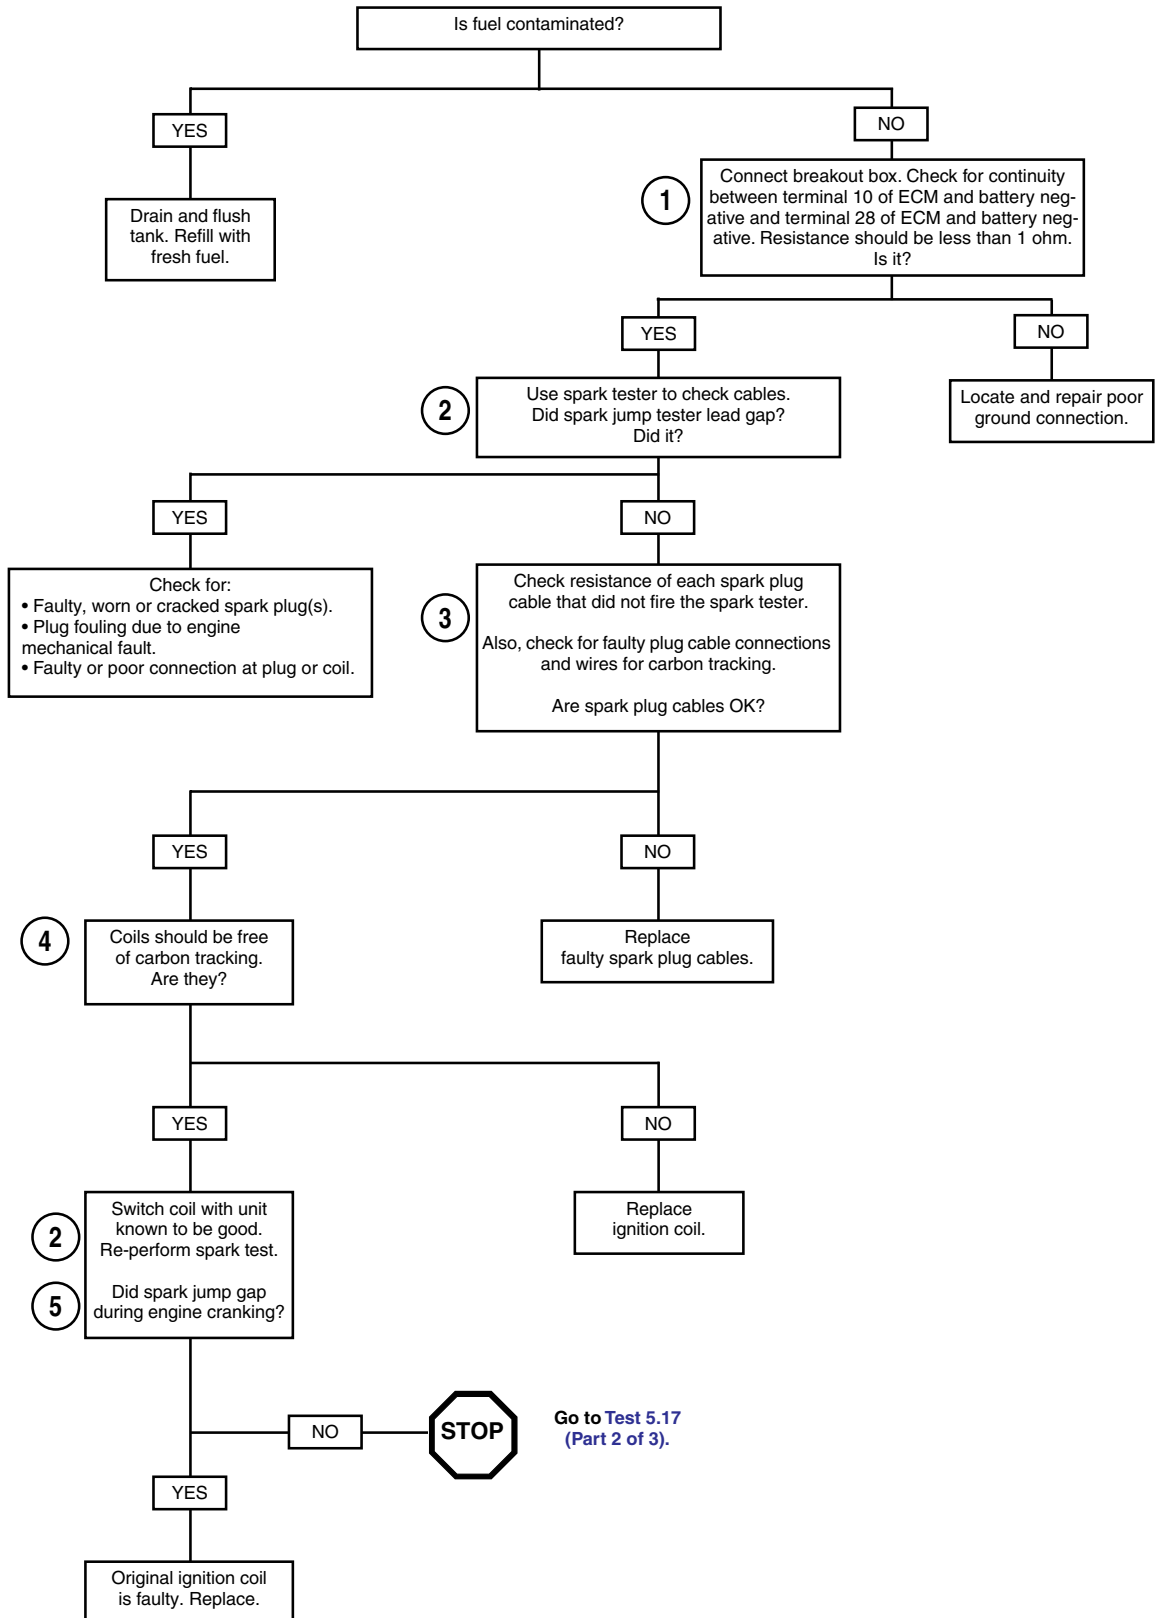 Is fuel contaminated?
YES
NO
Drain and flush
tank. Refill with
fresh fuel.
1
Connect breakout box. Check for continuity
between terminal 10 of ECM and battery neg-
ative and terminal 28 of ECM and battery neg-
ative. Resistance should be less than 1 ohm.
Is it?
YES
NO
2
Use spark tester to check cables.
Did spark jump tester lead gap?
Did it?
Locate and repair poor
ground connection.
YES
NO
Check for:
• Faulty, worn or cracked spark plug(s).
• Plug fouling due to engine
mechanical fault.
• Faulty or poor connection at plug or coil.
3
Check resistance of each spark plug
cable that did not fire the spark tester.
Also, check for faulty plug cable connections
and wires for carbon tracking.
Are spark plug cables OK?
YES
NO
4
Coils should be free
of carbon tracking.
Are they?
Replace
faulty spark plug cables.
YES
NO
2
Switch coil with unit
known to be good.
Re-perform spark test.
5
Did spark jump gap
during engine cranking?
Replace
ignition coil.
NO
STOP
Go to Test 5.17
(Part 2 of 3).
YES
Original ignition coil
is faulty. Replace.